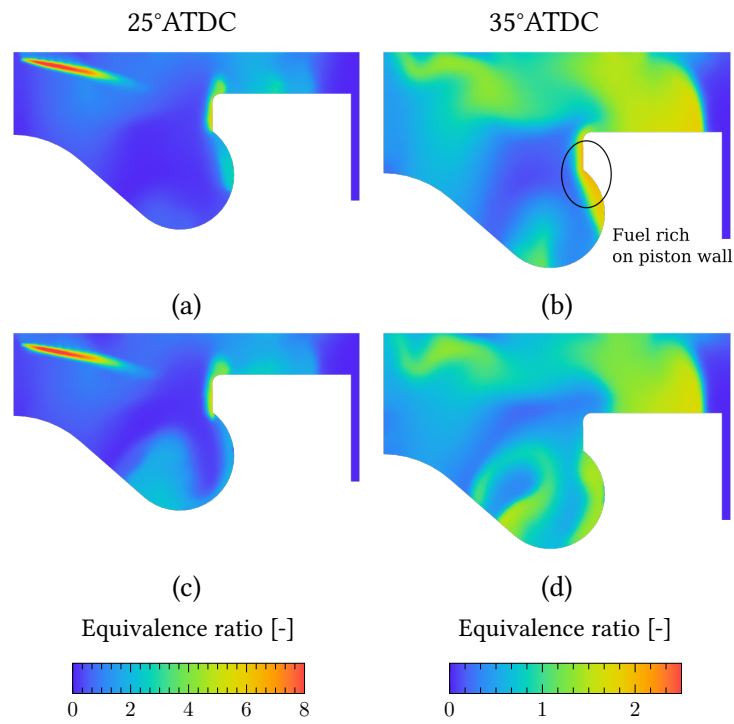 25°ATDC
35°ATDC
Fuel rich
on piston wall
(a)
(b)
(c)
(d)
Equivalence ratio [-]
Equivalence ratio [-]
0 2 4 6 8
0 1 2